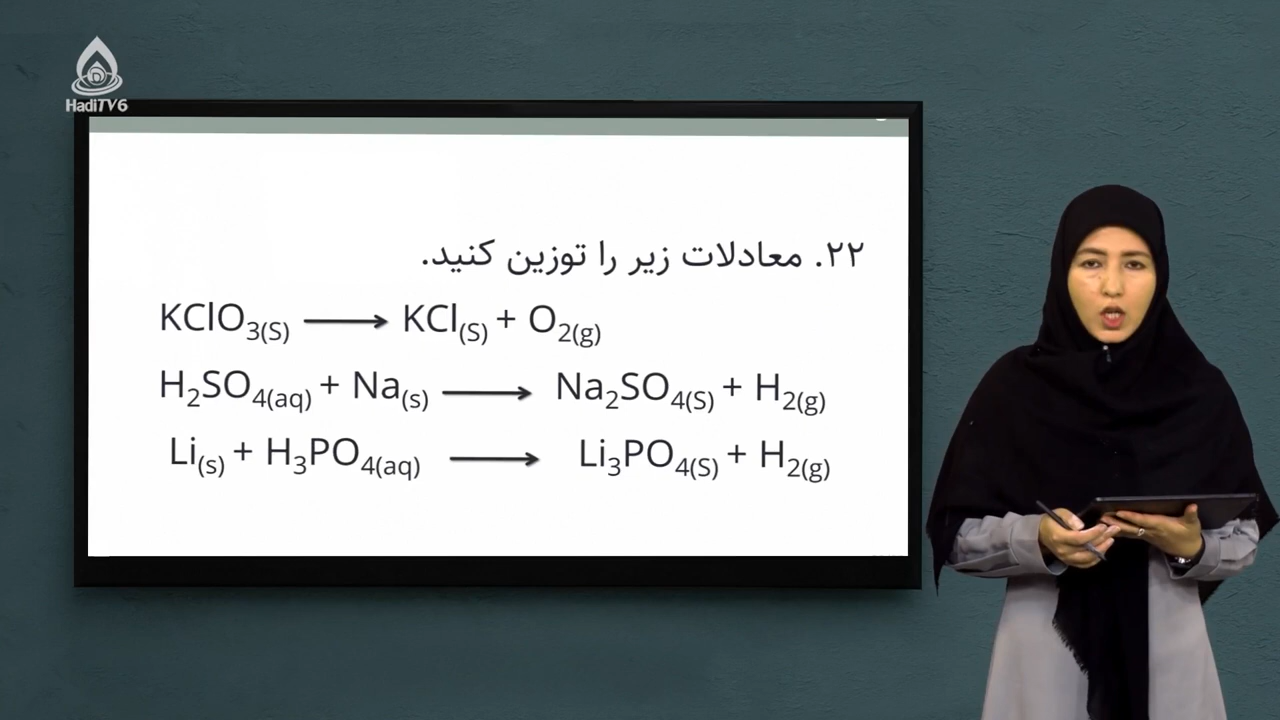 HadiTV6
۲۲. معادلات زیر را توزین کنید.
KClO₃(S) ⟶ KCl(S) + O₂(g)
H₂SO₄(aq) + Na(s) ⟶ Na₂SO₄(S) + H₂(g)
Li(s) + H₃PO₄(aq) ⟶ Li₃PO₄(S) + H₂(g)